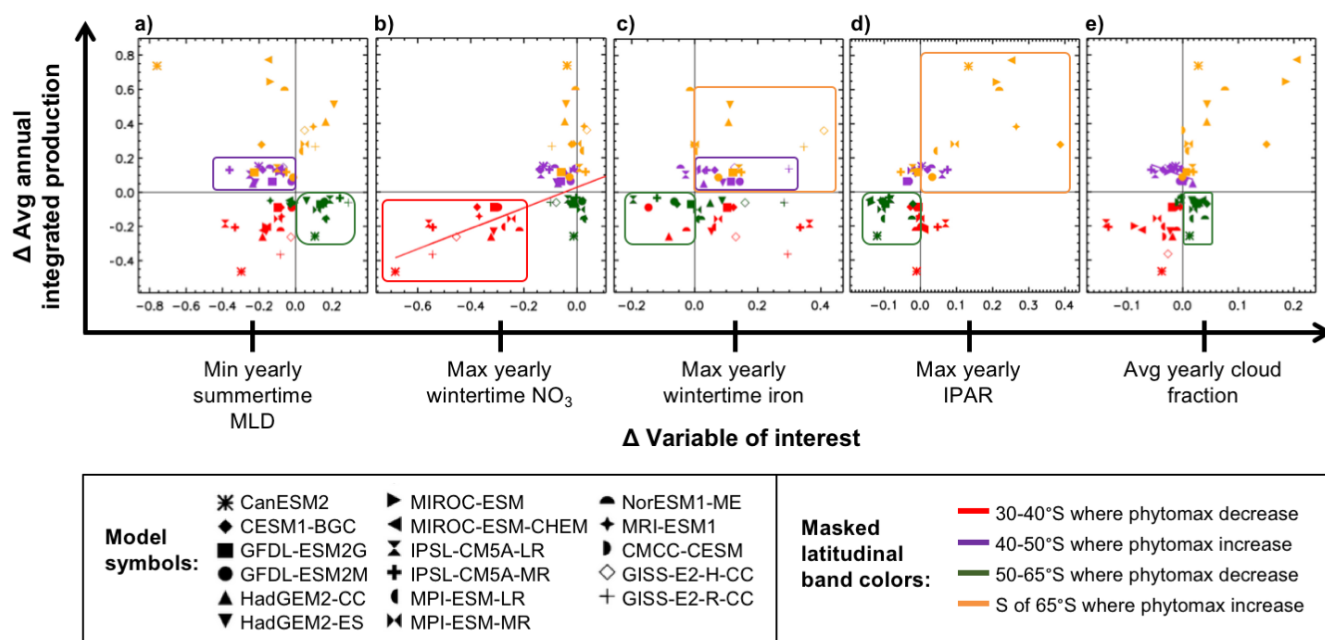 a) b) c) d) e)
Δ Avg annual
integrated production
0.8
0.6
0.4
0.2
0.0
-0.2
-0.4
-0.8 -0.6 -0.4 -0.2 0.0 0.2
-0.6 -0.4 -0.2 0.0
-0.2 0.0 0.2 0.4
-0.1 0.0 0.1 0.2 0.3 0.4
-0.1 0.0 0.1 0.2
Min yearly
summertime
MLD
Max yearly
wintertime NO₃
Max yearly
wintertime iron
Max yearly
IPAR
Avg yearly cloud
fraction
Δ Variable of interest
Model
symbols:
CanESM2
CESM1-BGC
GFDL-ESM2G
GFDL-ESM2M
HadGEM2-CC
HadGEM2-ES
MIROC-ESM
MIROC-ESM-CHEM
IPSL-CM5A-LR
IPSL-CM5A-MR
MPI-ESM-LR
MPI-ESM-MR
NorESM1-ME
MRI-ESM1
CMCC-CESM
GISS-E2-H-CC
GISS-E2-R-CC
Masked
latitudinal
band colors:
30-40°S where phytomax decrease
40-50°S where phytomax increase
50-65°S where phytomax decrease
S of 65°S where phytomax increase